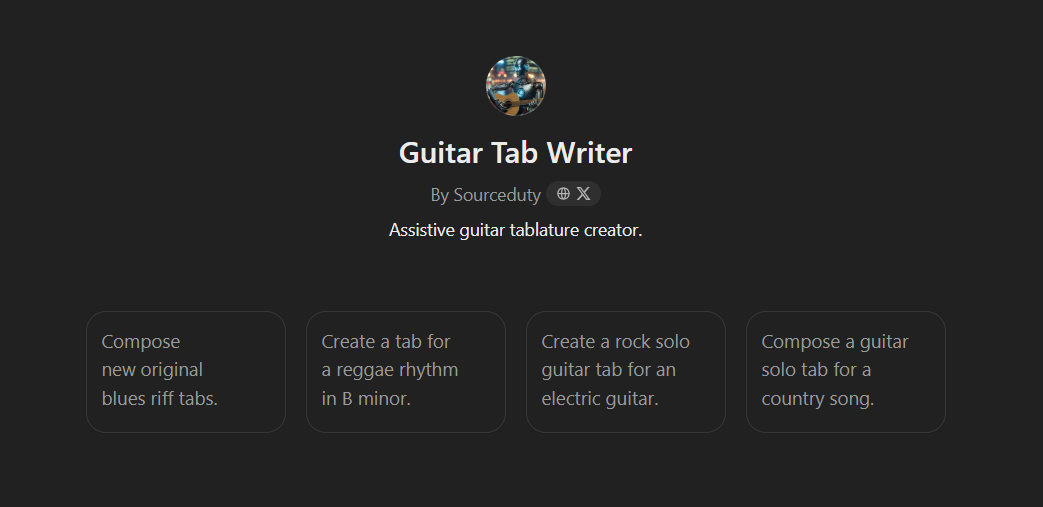 Guitar Tab Writer
By Sourceduty
Assistive guitar tablature creator.
Compose
new original
blues riff tabs.
Create a tab for
a reggae rhythm
in B minor.
Create a rock solo
guitar tab for an
electric guitar.
Compose a guitar
solo tab for a
country song.